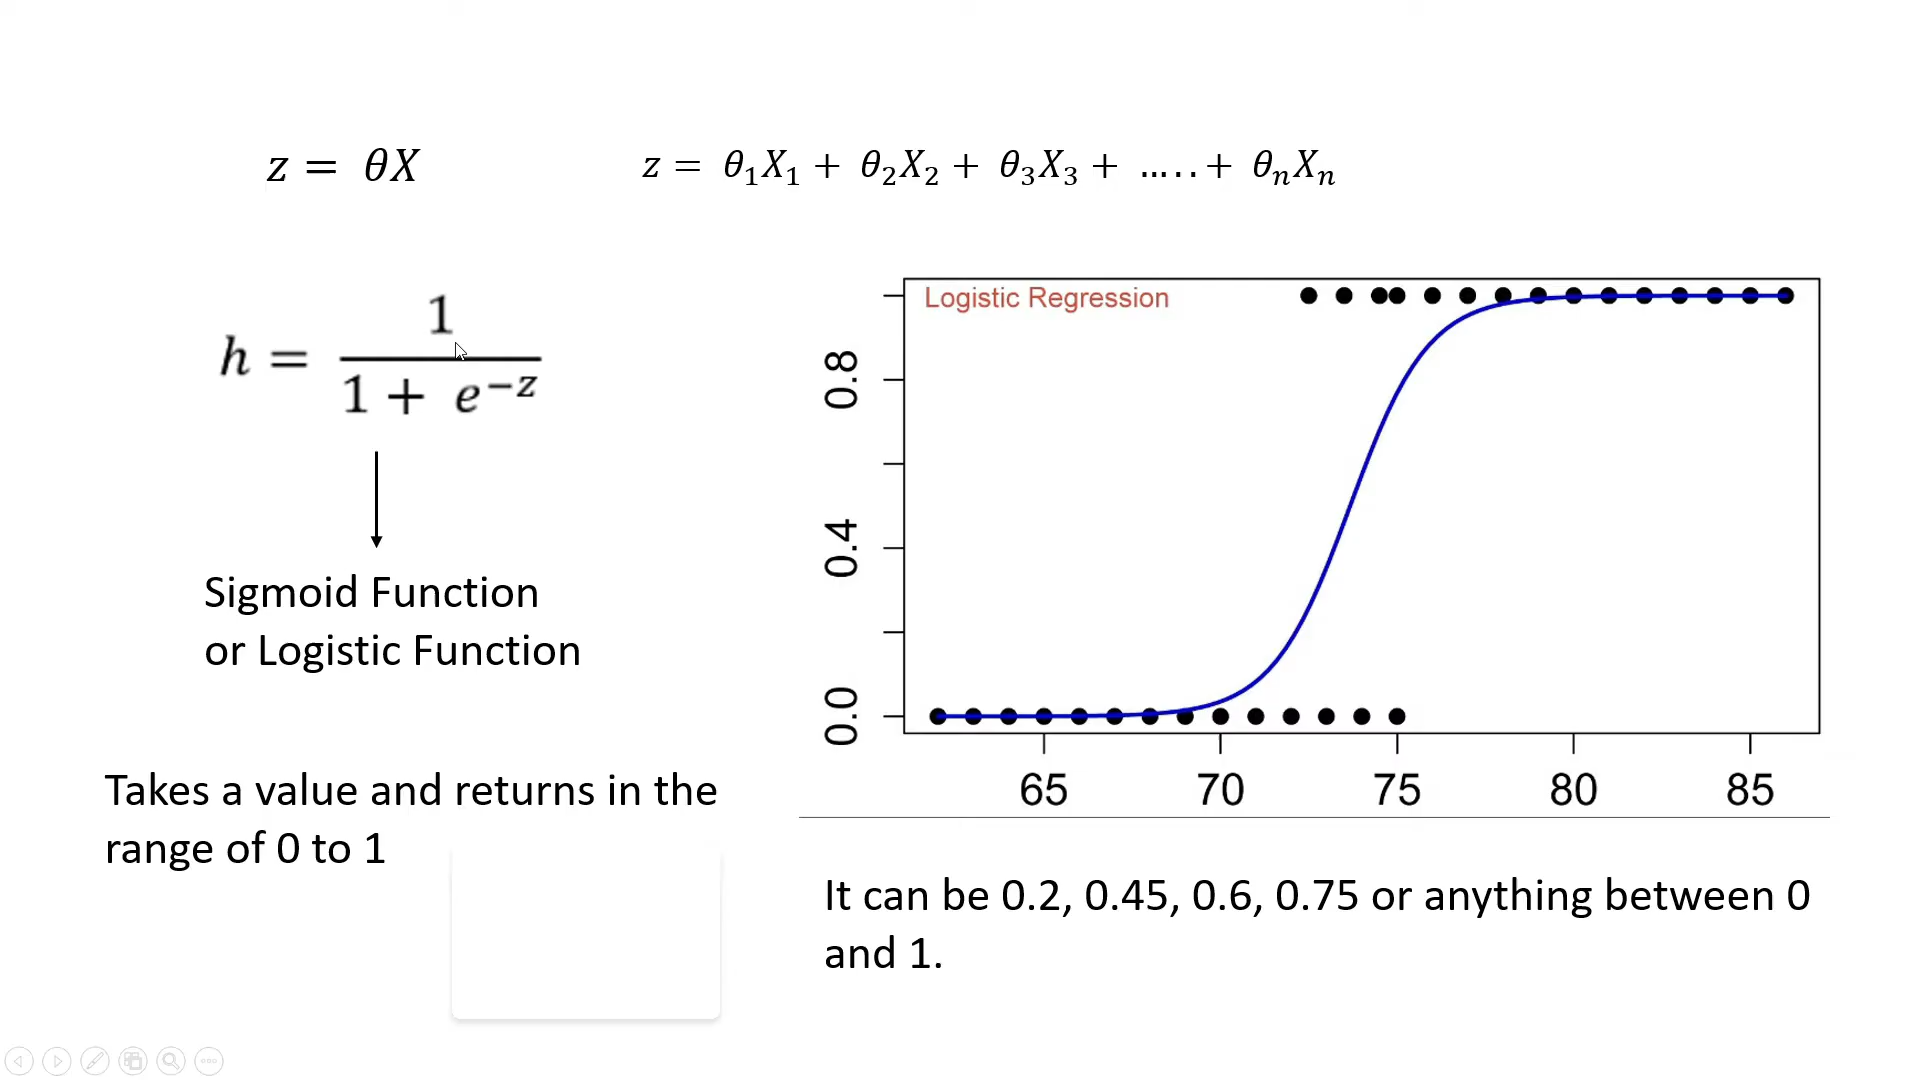 z = θX
z = θ₁X₁ + θ₂X₂ + θ₃X₃ + ..... + θₙXₙ
h = 1 / (1 + e⁻ᶻ)
Sigmoid Function
or Logistic Function
Takes a value and returns in the
range of 0 to 1
Logistic Regression
0.8
0.4
0.0
65 70 75 80 85
It can be 0.2, 0.45, 0.6, 0.75 or anything between 0
and 1.